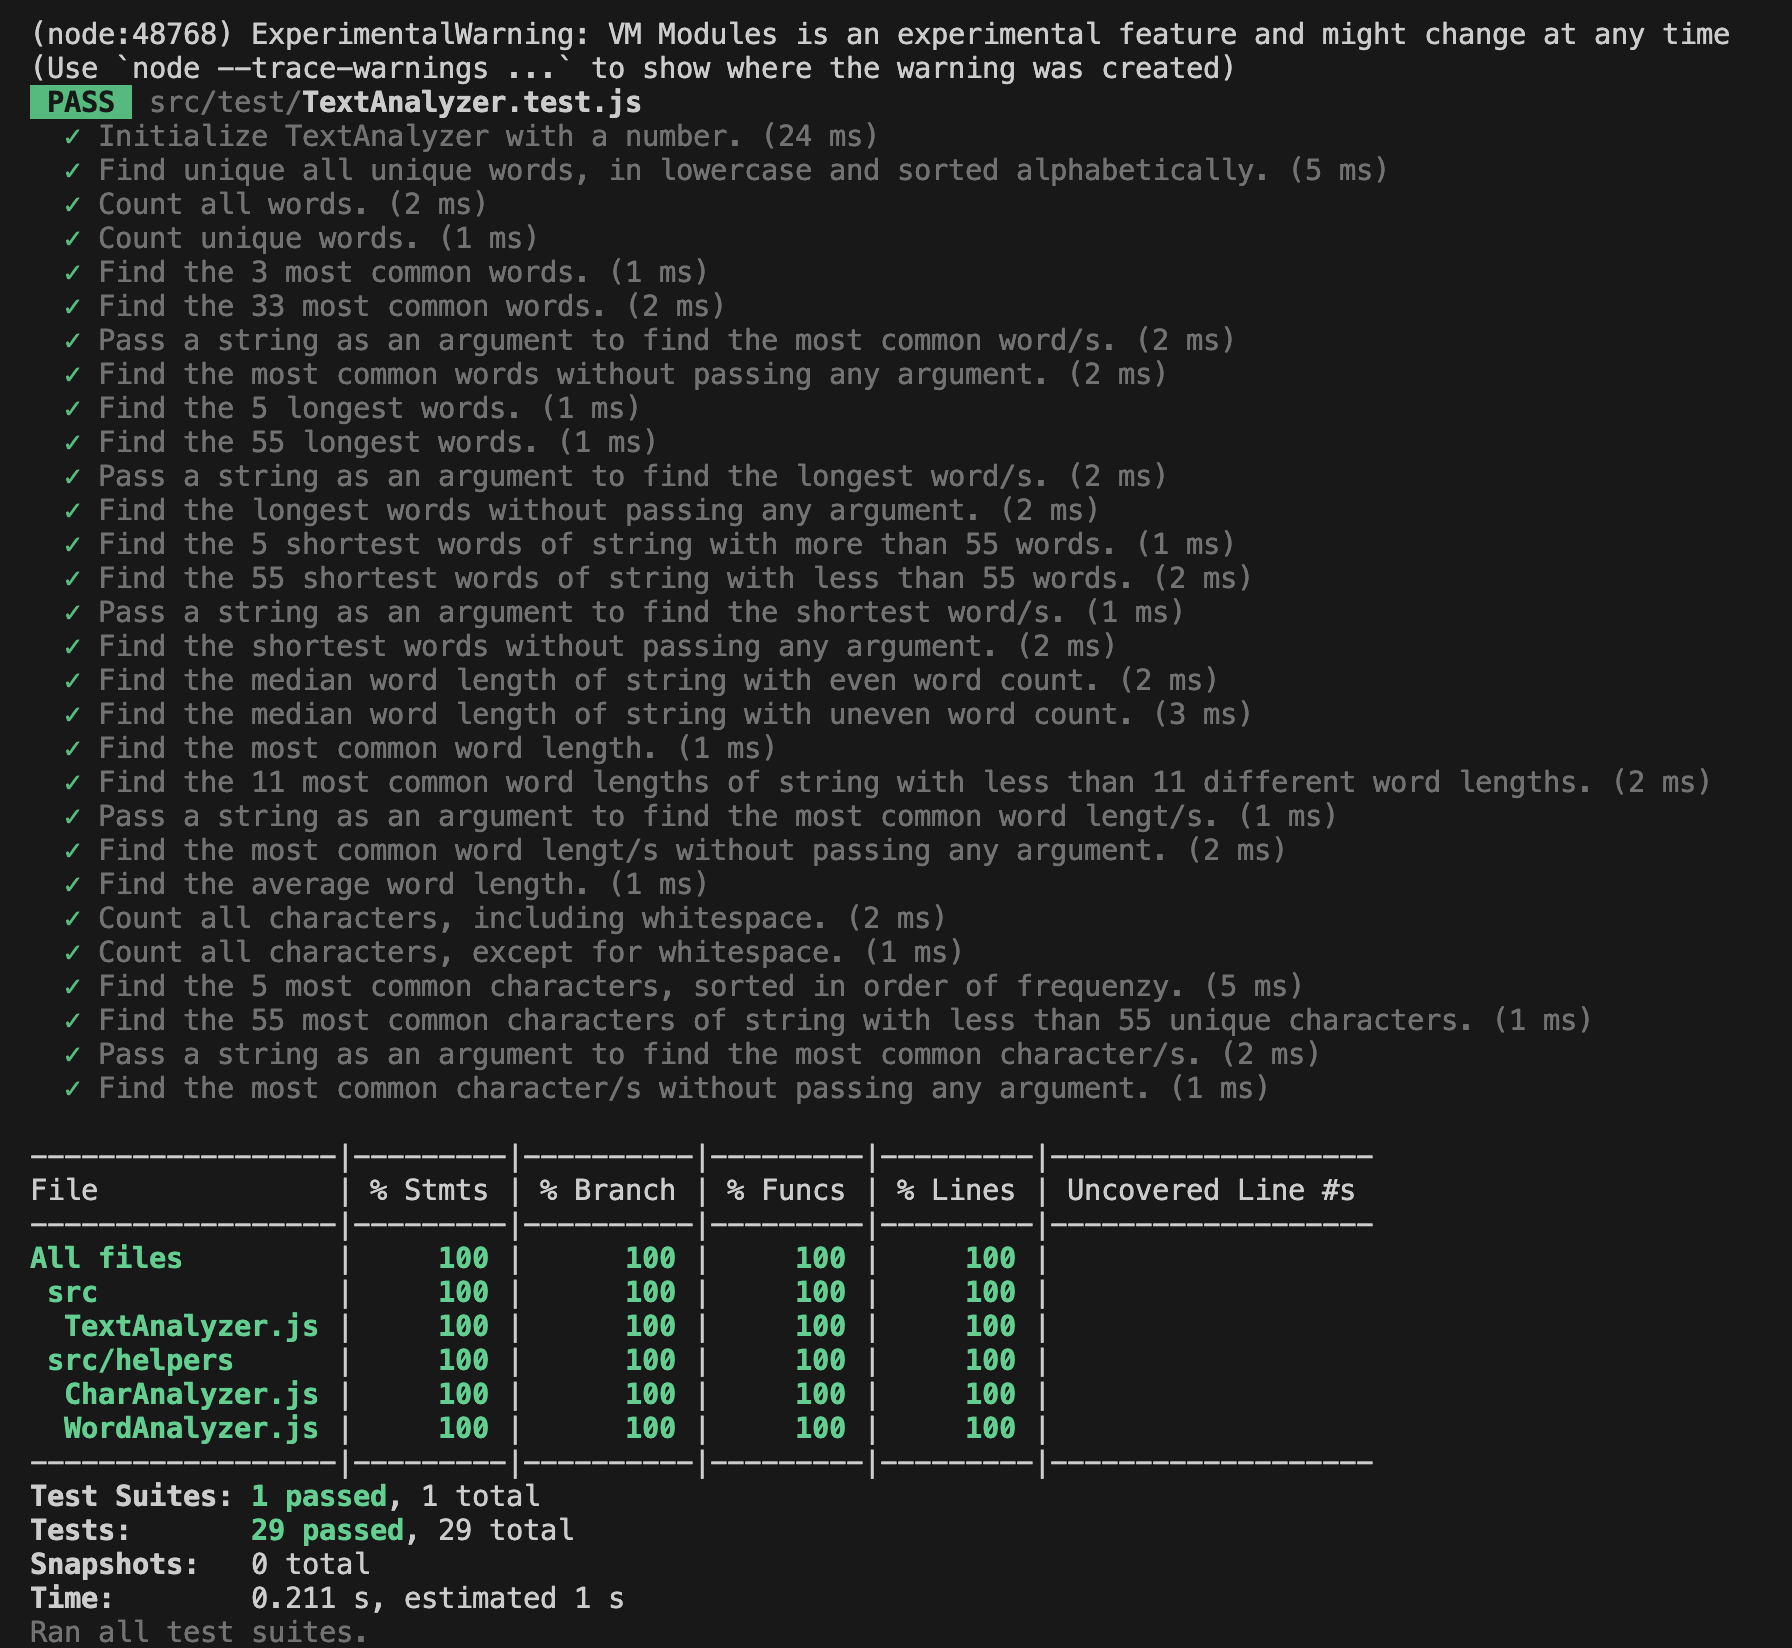 (node:48768) ExperimentalWarning: VM Modules is an experimental feature and might change at any time
(Use `node --trace-warnings ...` to show where the warning was created)
PASS src/test/TextAnalyzer.test.js
✓ Initialize TextAnalyzer with a number. (24 ms)
✓ Find unique all unique words, in lowercase and sorted alphabetically. (5 ms)
✓ Count all words. (2 ms)
✓ Count unique words. (1 ms)
✓ Find the 3 most common words. (1 ms)
✓ Find the 33 most common words. (2 ms)
✓ Pass a string as an argument to find the most common word/s. (2 ms)
✓ Find the most common words without passing any argument. (2 ms)
✓ Find the 5 longest words. (1 ms)
✓ Find the 55 longest words. (1 ms)
✓ Pass a string as an argument to find the longest word/s. (2 ms)
✓ Find the longest words without passing any argument. (2 ms)
✓ Find the 5 shortest words of string with more than 55 words. (1 ms)
✓ Find the 55 shortest words of string with less than 55 words. (2 ms)
✓ Pass a string as an argument to find the shortest word/s. (1 ms)
✓ Find the shortest words without passing any argument. (2 ms)
✓ Find the median word length of string with even word count. (2 ms)
✓ Find the median word length of string with uneven word count. (3 ms)
✓ Find the most common word length. (1 ms)
✓ Find the 11 most common word lengths of string with less than 11 different word lengths. (2 ms)
✓ Pass a string as an argument to find the most common word lengt/s. (1 ms)
✓ Find the most common word lengt/s without passing any argument. (2 ms)
✓ Find the average word length. (1 ms)
✓ Count all characters, including whitespace. (2 ms)
✓ Count all characters, except for whitespace. (1 ms)
✓ Find the 5 most common characters, sorted in order of frequenzy. (5 ms)
✓ Find the 55 most common characters of string with less than 55 unique characters. (1 ms)
✓ Pass a string as an argument to find the most common character/s. (2 ms)
✓ Find the most common character/s without passing any argument. (1 ms)
------------------|---------|----------|---------|---------|-------------------
File | % Stmts | % Branch | % Funcs | % Lines | Uncovered Line #s
------------------|---------|----------|---------|---------|-------------------
All files | 100 | 100 | 100 | 100 |
src | 100 | 100 | 100 | 100 |
TextAnalyzer.js | 100 | 100 | 100 | 100 |
src/helpers | 100 | 100 | 100 | 100 |
CharAnalyzer.js | 100 | 100 | 100 | 100 |
WordAnalyzer.js | 100 | 100 | 100 | 100 |
------------------|---------|----------|---------|---------|-------------------
Test Suites: 1 passed, 1 total
Tests: 29 passed, 29 total
Snapshots: 0 total
Time: 0.211 s, estimated 1 s
Ran all test suites.